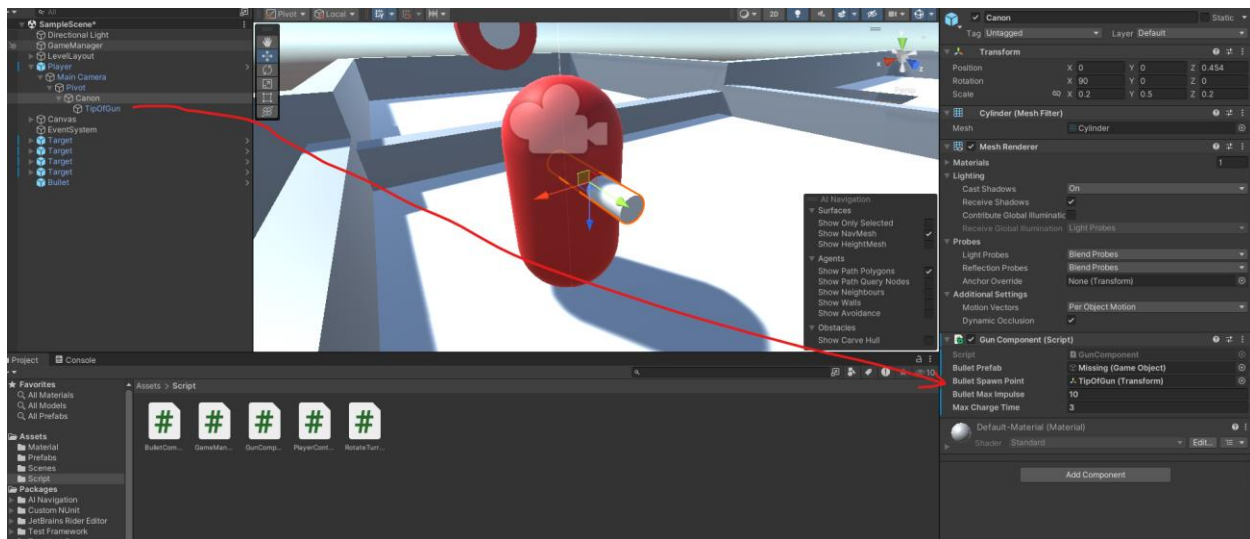 All
Pivot Local
2D
SampleScene*
Directional Light
GameManager
LevelLayout
Player
Main Camera
Pivot
Canon
TipOfGun
Canvas
EventSystem
Target
Target
Target
Target
Bullet
Persp
AI Navigation
Surfaces
Show Only Selected
Show NavMesh
Show HeightMesh
Agents
Show Path Polygons
Show Path Query Nodes
Show Neighbours
Show Walls
Show Avoidance
Obstacles
Show Carve Hull
Canon Static
Tag Untagged Layer Default
Transform
Position X 0 Y 0 Z 0.454
Rotation X 90 Y 0 Z 0
Scale X 0.2 Y 0.5 Z 0.2
Cylinder (Mesh Filter)
Mesh Cylinder
Mesh Renderer
Materials 1
Lighting
Cast Shadows On
Receive Shadows
Contribute Global Illuminatic
Receive Global Illumination Light Probes
Probes
Light Probes Blend Probes
Reflection Probes Blend Probes
Anchor Override None (Transform)
Additional Settings
Motion Vectors Per Object Motion
Dynamic Occlusion
Gun Component (Script)
Script GunComponent
Bullet Prefab Missing (Game Object)
Bullet Spawn Point TipOfGun (Transform)
Bullet Max Impulse 10
Max Charge Time 3
Default-Material (Material)
Shader Standard Edit...
Add Component
Project Console
10
Favorites
All Materials
All Models
All Prefabs
Assets
Material
Prefabs
Scenes
Script
Packages
AI Navigation
Custom NUnit
JetBrains Rider Editor
Test Framework
Assets > Script
BulletCom... GameMan... GunComp... PlayerCont... RotateTurr...